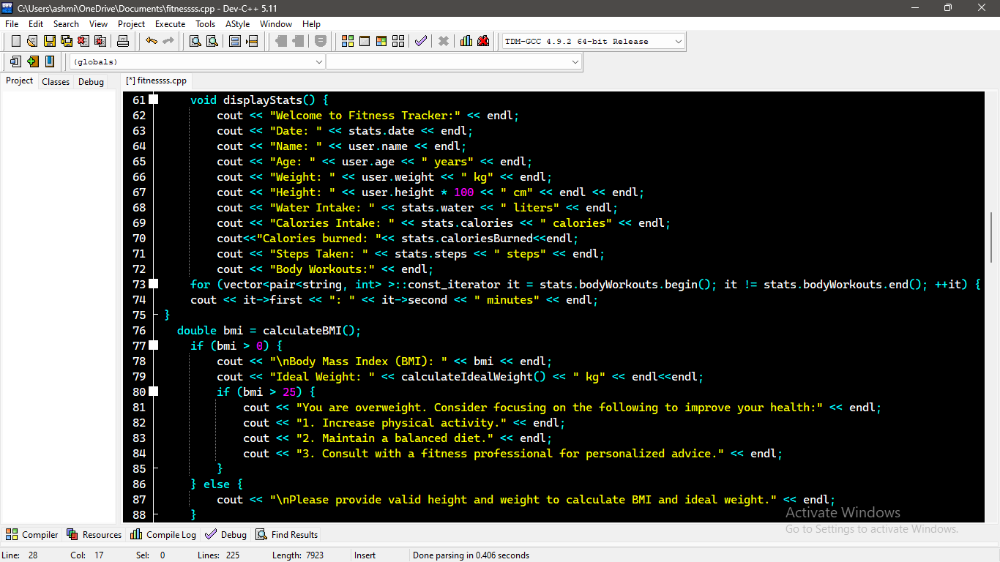 C:\Users\ashmi\OneDrive\Documents\fitnessss.cpp - Dev-C++ 5.11
File Edit Search View Project Execute Tools AStyle Window Help
TDM-GCC 4.9.2 64-bit Release
(globals)
Project Classes Debug [*] fitnessss.cpp
61 void displayStats() {
62 cout << "Welcome to Fitness Tracker:" << endl;
63 cout << "Date: " << stats.date << endl;
64 cout << "Name: " << user.name << endl;
65 cout << "Age: " << user.age << " years" << endl;
66 cout << "Weight: " << user.weight << " kg" << endl;
67 cout << "Height: " << user.height * 100 << " cm" << endl << endl;
68 cout << "Water Intake: " << stats.water << " liters" << endl;
69 cout << "Calories Intake: " << stats.calories << " calories" << endl;
70 cout<<"Calories burned: "<< stats.caloriesBurned<<endl;
71 cout << "Steps Taken: " << stats.steps << " steps" << endl;
72 cout << "Body Workouts:" << endl;
73 for (vector<pair<string, int> >::const_iterator it = stats.bodyWorkouts.begin(); it != stats.bodyWorkouts.end(); ++it) {
74 cout << it->first << ": " << it->second << " minutes" << endl;
75 }
76 double bmi = calculateBMI();
77 if (bmi > 0) {
78 cout << "\nBody Mass Index (BMI): " << bmi << endl;
79 cout << "Ideal Weight: " << calculateIdealWeight() << " kg" << endl<<endl;
80 if (bmi > 25) {
81 cout << "You are overweight. Consider focusing on the following to improve your health:" << endl;
82 cout << "1. Increase physical activity." << endl;
83 cout << "2. Maintain a balanced diet." << endl;
84 cout << "3. Consult with a fitness professional for personalized advice." << endl;
85 }
86 } else {
87 cout << "\nPlease provide valid height and weight to calculate BMI and ideal weight." << endl;
88 }
Activate Windows
Go to Settings to activate Windows.
Compiler Resources Compile Log Debug Find Results
Line: 28 Col: 17 Sel: 0 Lines: 225 Length: 7923 Insert Done parsing in 0.406 seconds